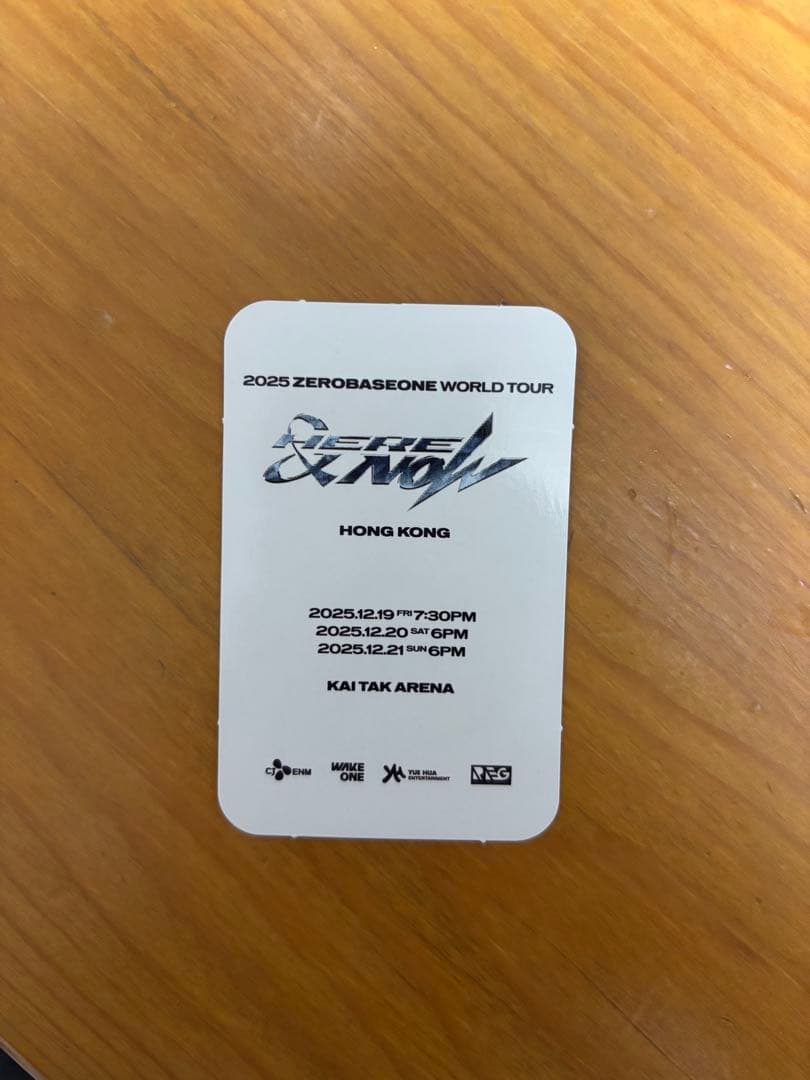 2025 ZEROBASEONE WORLD TOUR
HERE
& NOW
HONG KONG
2025.12.19 FRI 7:30PM
2025.12.20 SAT 6PM
2025.12.21 SUN 6PM
KAI TAK ARENA
CJ ENM
WAKE
ONE
YUE HUA
ENTERTAINMENT